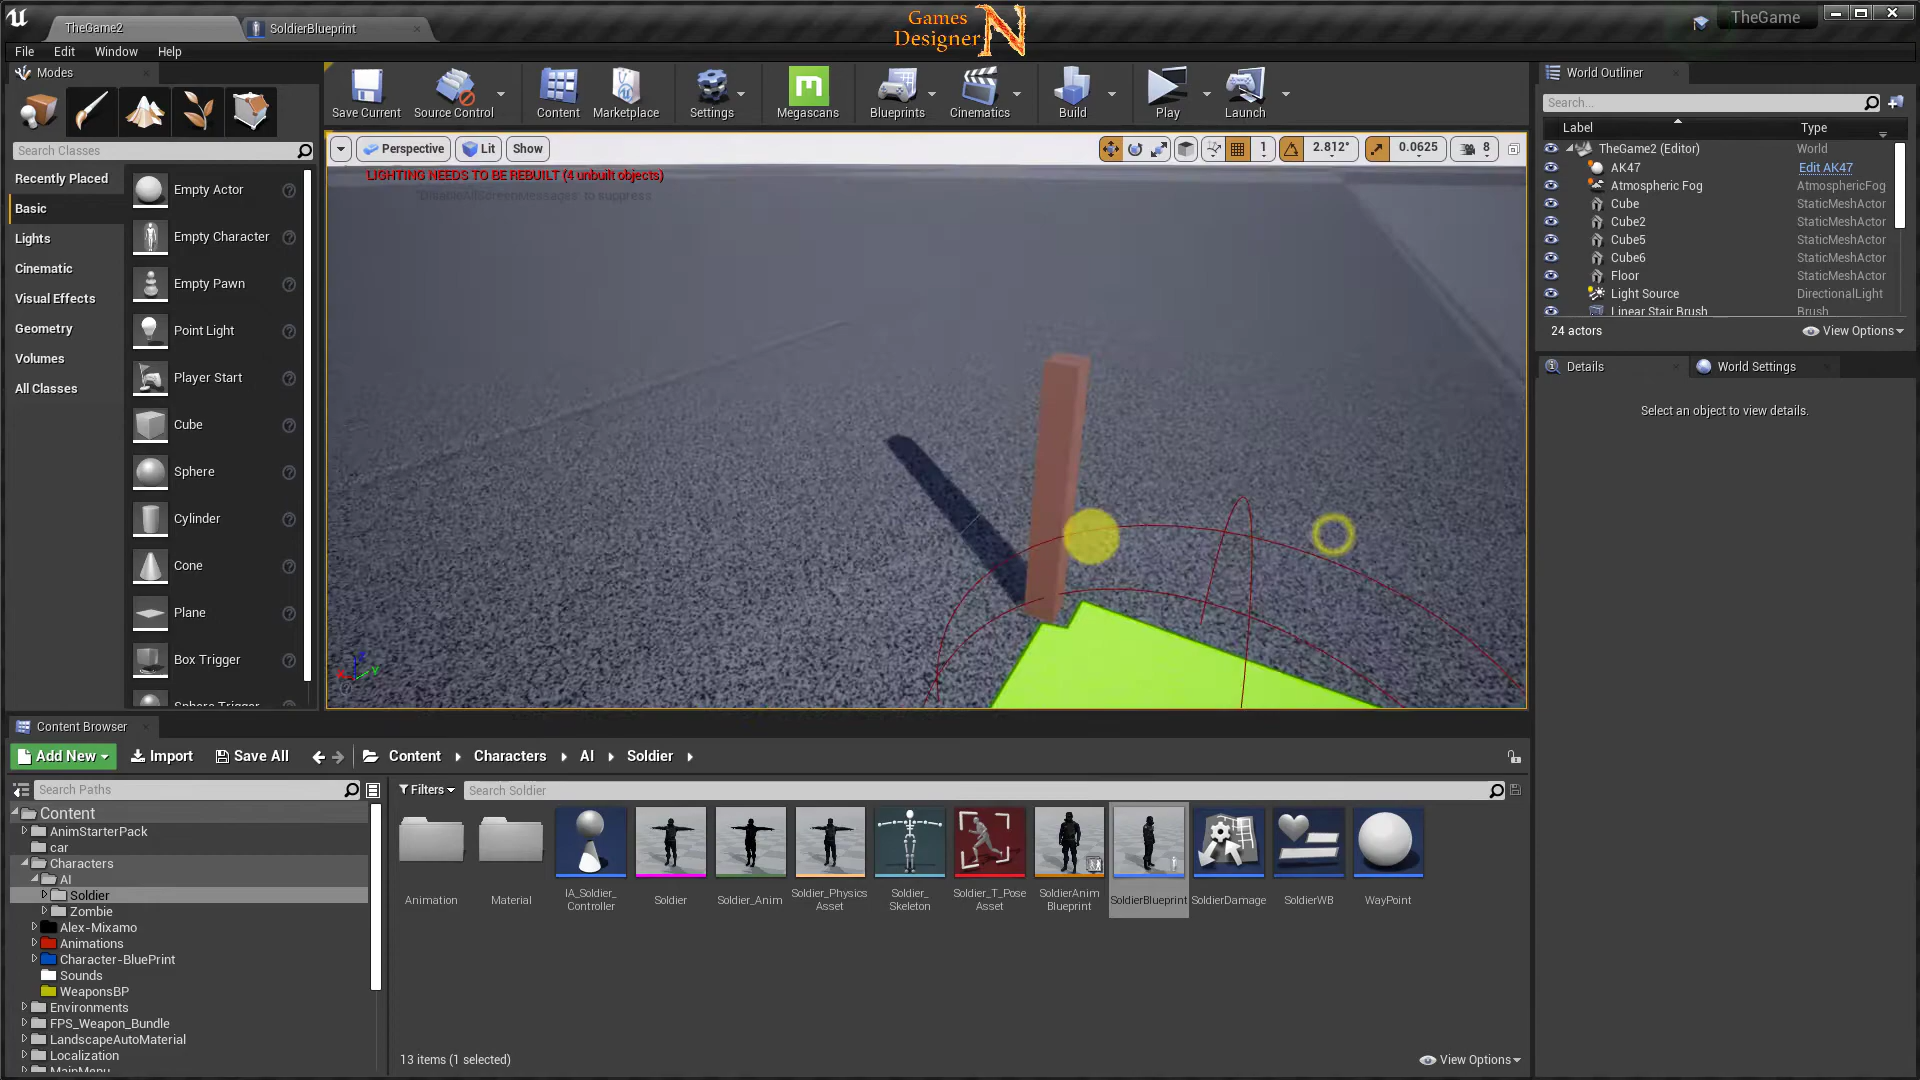 TheGame2
SoldierBlueprint
Games
Designer
N
TheGame
File Edit Window Help
Modes
Save Current
Source Control
Content
Marketplace
Settings
Megascans
Blueprints
Cinematics
Build
Play
Launch
World Outliner
Search...
Label Type
TheGame2 (Editor) World
AK47 Edit AK47
Atmospheric Fog AtmosphericFog
Cube StaticMeshActor
Cube2 StaticMeshActor
Cube5 StaticMeshActor
Cube6 StaticMeshActor
Floor StaticMeshActor
Light Source DirectionalLight
Linear Stair Brush Brush
24 actors
View Options
Details
World Settings
Select an object to view details.
Search Classes
Recently Placed
Basic
Lights
Cinematic
Visual Effects
Geometry
Volumes
All Classes
Empty Actor
Empty Character
Empty Pawn
Point Light
Player Start
Cube
Sphere
Cylinder
Cone
Plane
Box Trigger
Sphere Trigger
Perspective
Lit
Show
1
2.812°
0.0625
8
LIGHTING NEEDS TO BE REBUILT (4 unbuilt objects)
'DisableAllScreenMessages' to suppress
Content Browser
Add New
Import
Save All
Content
Characters
AI
Soldier
Search Paths
Filters
Search Soldier
Content
AnimStarterPack
car
Characters
AI
Soldier
Zombie
Alex-Mixamo
Animations
Character-BluePrint
Sounds
WeaponsBP
Environments
FPS_Weapon_Bundle
LandscapeAutoMaterial
Localization
MainMenu
Animation
Material
IA_Soldier_
Controller
Soldier
Soldier_Anim
Soldier_Physics
Asset
Soldier_
Skeleton
Soldier_T_Pose
Asset
SoldierAnim
Blueprint
SoldierBlueprint
SoldierDamage
SoldierWB
WayPoint
13 items (1 selected)
View Options